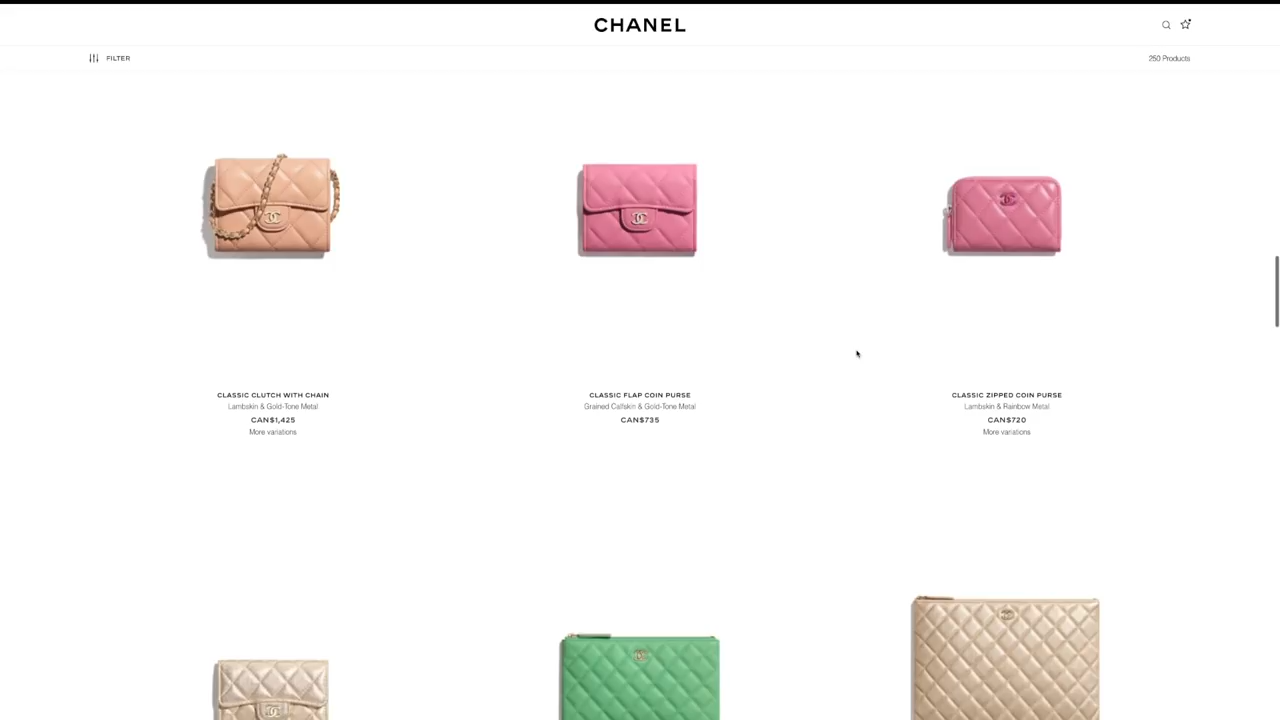 CHANEL
FILTER
250 Products
CLASSIC CLUTCH WITH CHAIN
Lambskin & Gold-Tone Metal
CAN$1,425
More variations
CLASSIC FLAP COIN PURSE
Grained Calfskin & Gold-Tone Metal
CAN$735
CLASSIC ZIPPED COIN PURSE
Lambskin & Rainbow Metal
CAN$720
More variations